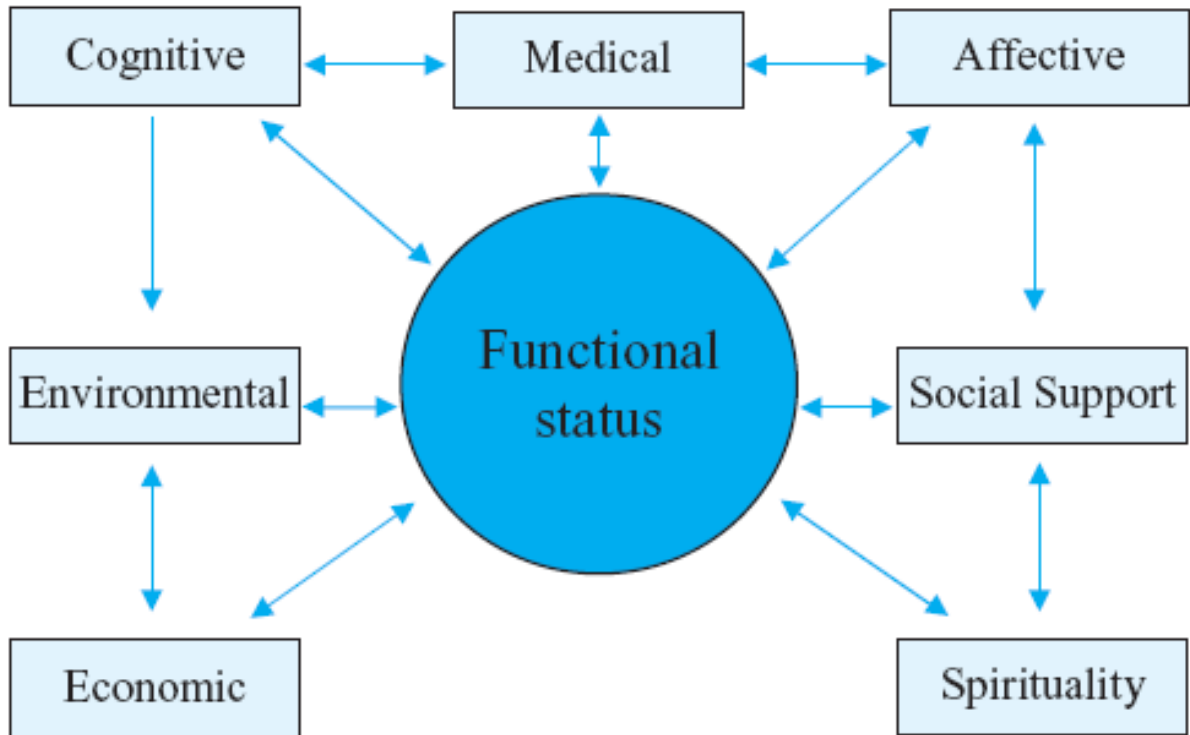 Cognitive
Medical
Affective
Functional
status
Environmental
Social Support
Economic
Spirituality